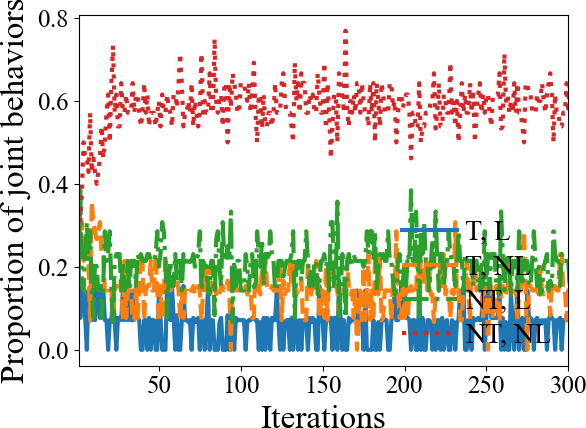 Proportion of joint behaviors
0.8
0.6
0.4
0.2
0.0
T, L
T, NL
NT, L
NT, NL
50
100
150
200
250
300
Iterations